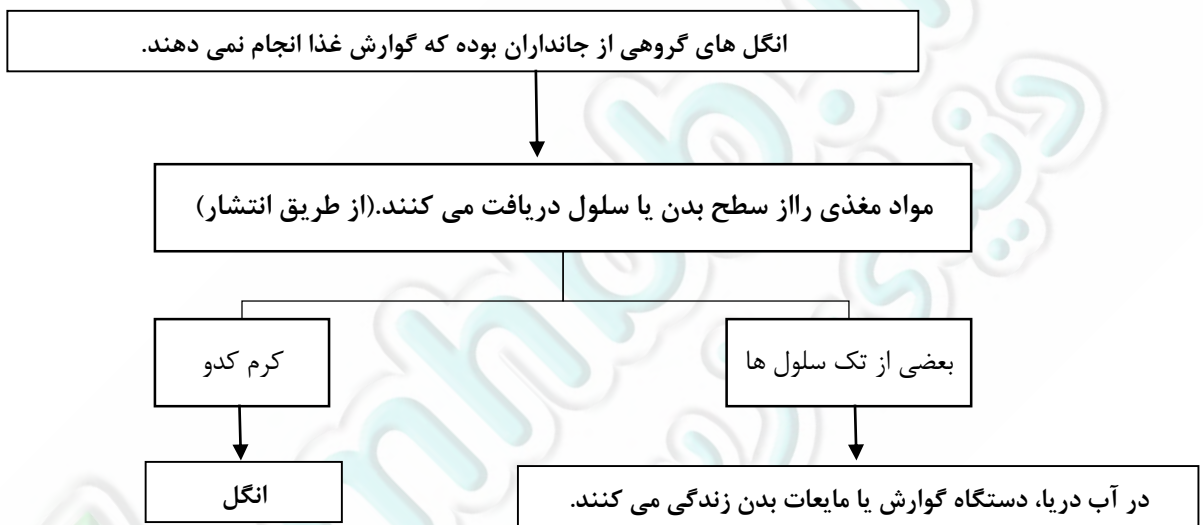 انگل های گروهی از جانداران بوده که گوارش غذا انجام نمی دهند.
مواد مغذی رااز سطح بدن یا سلول دریافت می کنند.(از طریق انتشار)
بعضی از تک سلول ها
کرم کدو
در آب دریا، دستگاه گوارش یا مایعات بدن زندگی می کنند.
انگل